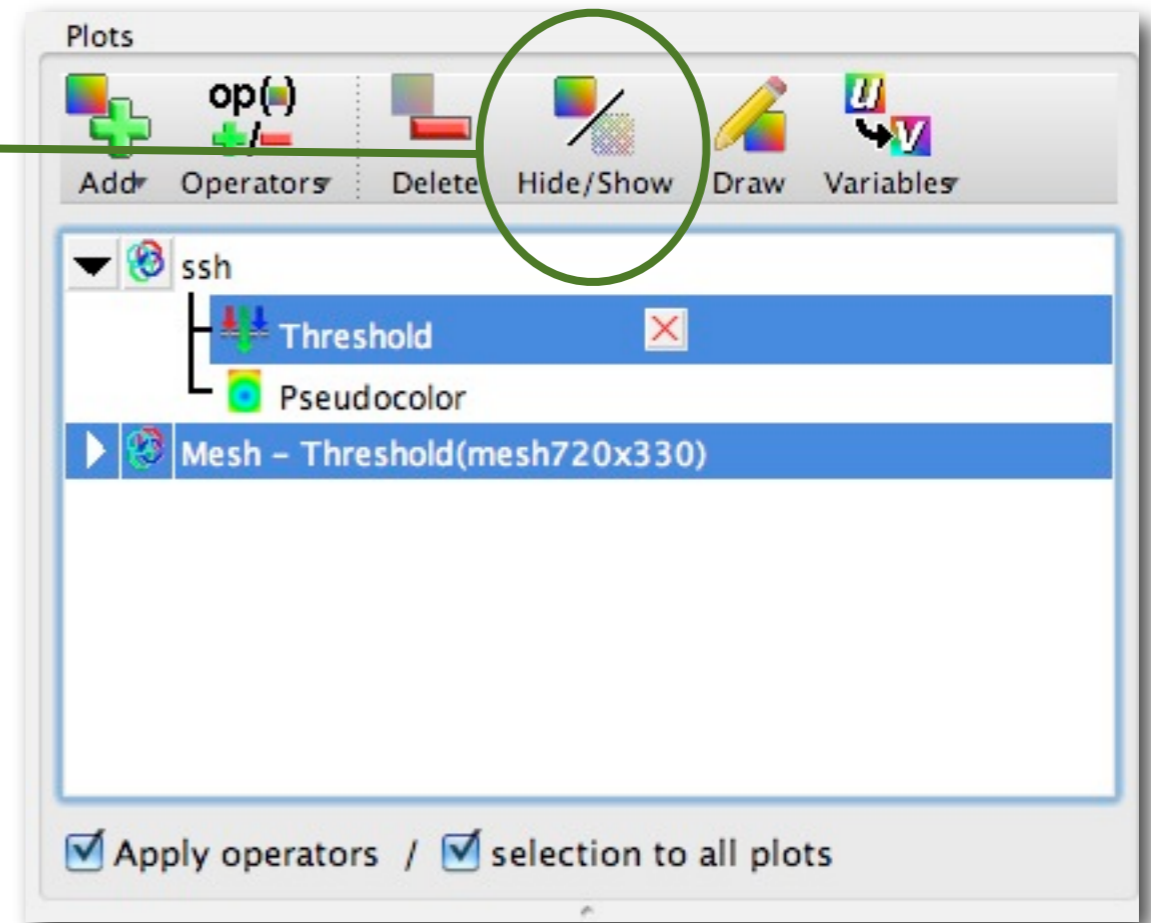 Plots
op( )
+/-
u
v
Add Operators Delete Hide/Show Draw Variables
ssh
Threshold
Pseudocolor
Mesh – Threshold(mesh720x330)
Apply operators / selection to all plots